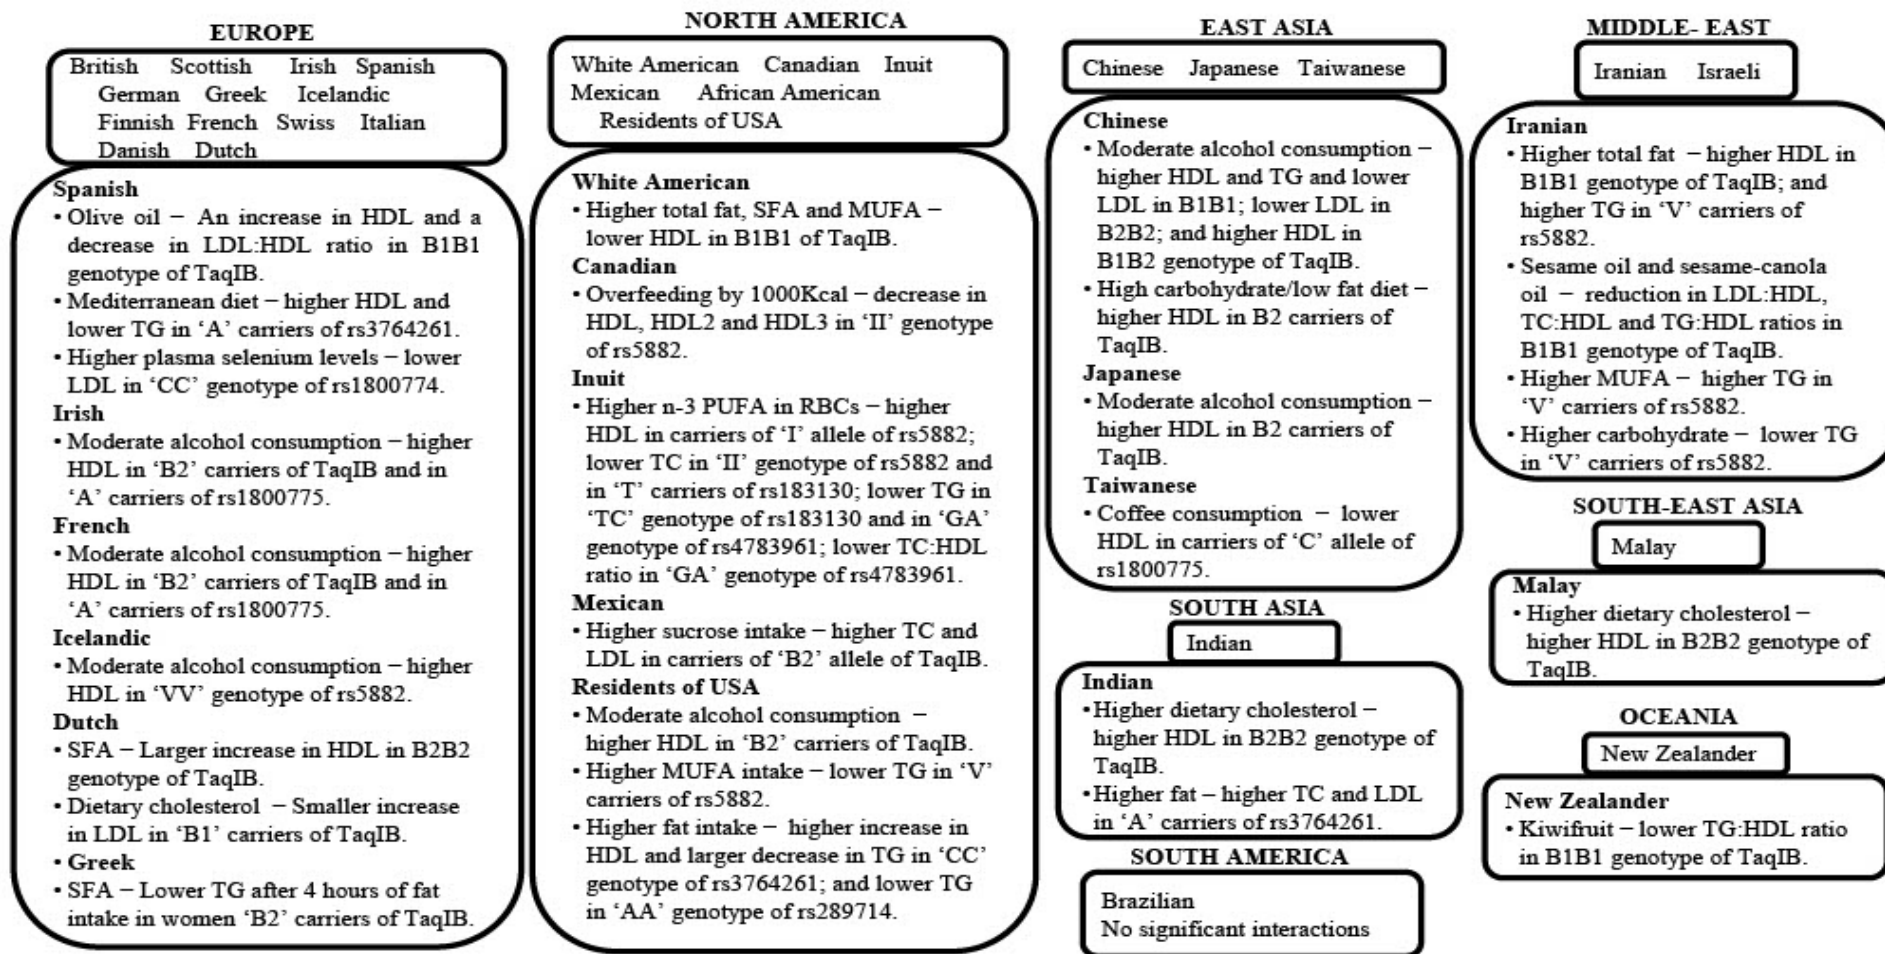 EUROPE
British Scottish Irish Spanish
German Greek Icelandic
Finnish French Swiss Italian
Danish Dutch
Spanish
• Olive oil – An increase in HDL and a
decrease in LDL:HDL ratio in B1B1
genotype of TaqIB.
• Mediterranean diet – higher HDL and
lower TG in ‘A’ carriers of rs3764261.
• Higher plasma selenium levels – lower
LDL in ‘CC’ genotype of rs1800774.
Irish
• Moderate alcohol consumption – higher
HDL in ‘B2’ carriers of TaqIB and in
‘A’ carriers of rs1800775.
French
• Moderate alcohol consumption – higher
HDL in ‘B2’ carriers of TaqIB and in
‘A’ carriers of rs1800775.
Icelandic
• Moderate alcohol consumption – higher
HDL in ‘VV’ genotype of rs5882.
Dutch
• SFA – Larger increase in HDL in B2B2
genotype of TaqIB.
• Dietary cholesterol – Smaller increase
in LDL in ‘B1’ carriers of TaqIB.
• Greek
• SFA – Lower TG after 4 hours of fat
intake in women ‘B2’ carriers of TaqIB.
NORTH AMERICA
White American Canadian Inuit
Mexican African American
Residents of USA
White American
• Higher total fat, SFA and MUFA –
lower HDL in B1B1 of TaqIB.
Canadian
• Overfeeding by 1000Kcal – decrease in
HDL, HDL2 and HDL3 in ‘II’ genotype
of rs5882.
Inuit
• Higher n-3 PUFA in RBCs – higher
HDL in carriers of ‘I’ allele of rs5882;
lower TC in ‘II’ genotype of rs5882 and
in ‘T’ carriers of rs183130; lower TG in
‘TC’ genotype of rs183130 and in ‘GA’
genotype of rs4783961; lower TC:HDL
ratio in ‘GA’ genotype of rs4783961.
Mexican
• Higher sucrose intake – higher TC and
LDL in carriers of ‘B2’ allele of TaqIB.
Residents of USA
• Moderate alcohol consumption –
higher HDL in ‘B2’ carriers of TaqIB.
• Higher MUFA intake – lower TG in ‘V’
carriers of rs5882.
• Higher fat intake – higher increase in
HDL and larger decrease in TG in ‘CC’
genotype of rs3764261; and lower TG
in ‘AA’ genotype of rs289714.
EAST ASIA
Chinese Japanese Taiwanese
Chinese
• Moderate alcohol consumption –
higher HDL and TG and lower
LDL in B1B1; lower LDL in
B2B2; and higher HDL in
B1B2 genotype of TaqIB.
• High carbohydrate/low fat diet –
higher HDL in B2 carriers of
TaqIB.
Japanese
• Moderate alcohol consumption –
higher HDL in B2 carriers of
TaqIB.
Taiwanese
• Coffee consumption – lower
HDL in carriers of ‘C’ allele of
rs1800775.
SOUTH ASIA
Indian
Indian
• Higher dietary cholesterol –
higher HDL in B2B2 genotype of
TaqIB.
• Higher fat – higher TC and LDL
in ‘A’ carriers of rs3764261.
SOUTH AMERICA
Brazilian
No significant interactions
MIDDLE- EAST
Iranian Israeli
Iranian
• Higher total fat – higher HDL in
B1B1 genotype of TaqIB; and
higher TG in ‘V’ carriers of
rs5882.
• Sesame oil and sesame-canola
oil – reduction in LDL:HDL,
TC:HDL and TG:HDL ratios in
B1B1 genotype of TaqIB.
• Higher MUFA – higher TG in
‘V’ carriers of rs5882.
• Higher carbohydrate – lower TG
in ‘V’ carriers of rs5882.
SOUTH-EAST ASIA
Malay
Malay
• Higher dietary cholesterol –
higher HDL in B2B2 genotype of
TaqIB.
OCEANIA
New Zealander
New Zealander
• Kiwifruit – lower TG:HDL ratio
in B1B1 genotype of TaqIB.